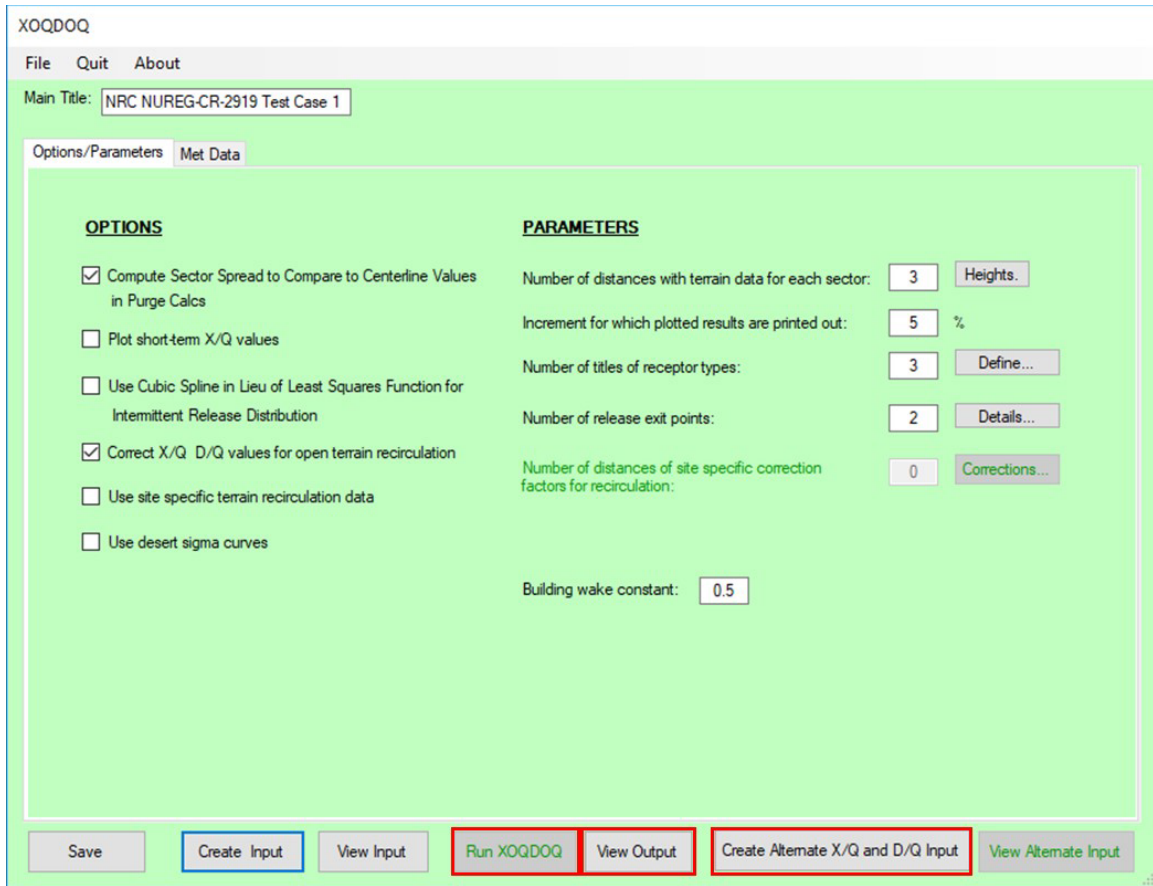 XOQDOQ
File Quit About
Main Title: NRC NUREG-CR-2919 Test Case 1
Options/Parameters Met Data
OPTIONS
Compute Sector Spread to Compare to Centerline Values
in Purge Calcs
Plot short-term X/Q values
Use Cubic Spline in Lieu of Least Squares Function for
Intermittent Release Distribution
Correct X/Q D/Q values for open terrain recirculation
Use site specific terrain recirculation data
Use desert sigma curves
PARAMETERS
Number of distances with terrain data for each sector: 3 Heights.
Increment for which plotted results are printed out: 5 %
Number of titles of receptor types: 3 Define...
Number of release exit points: 2 Details...
Number of distances of site specific correction
factors for recirculation: 0 Corrections...
Building wake constant: 0.5
Save Create Input View Input Run XOQDOQ View Output Create Alternate X/Q and D/Q Input View Alternate Input